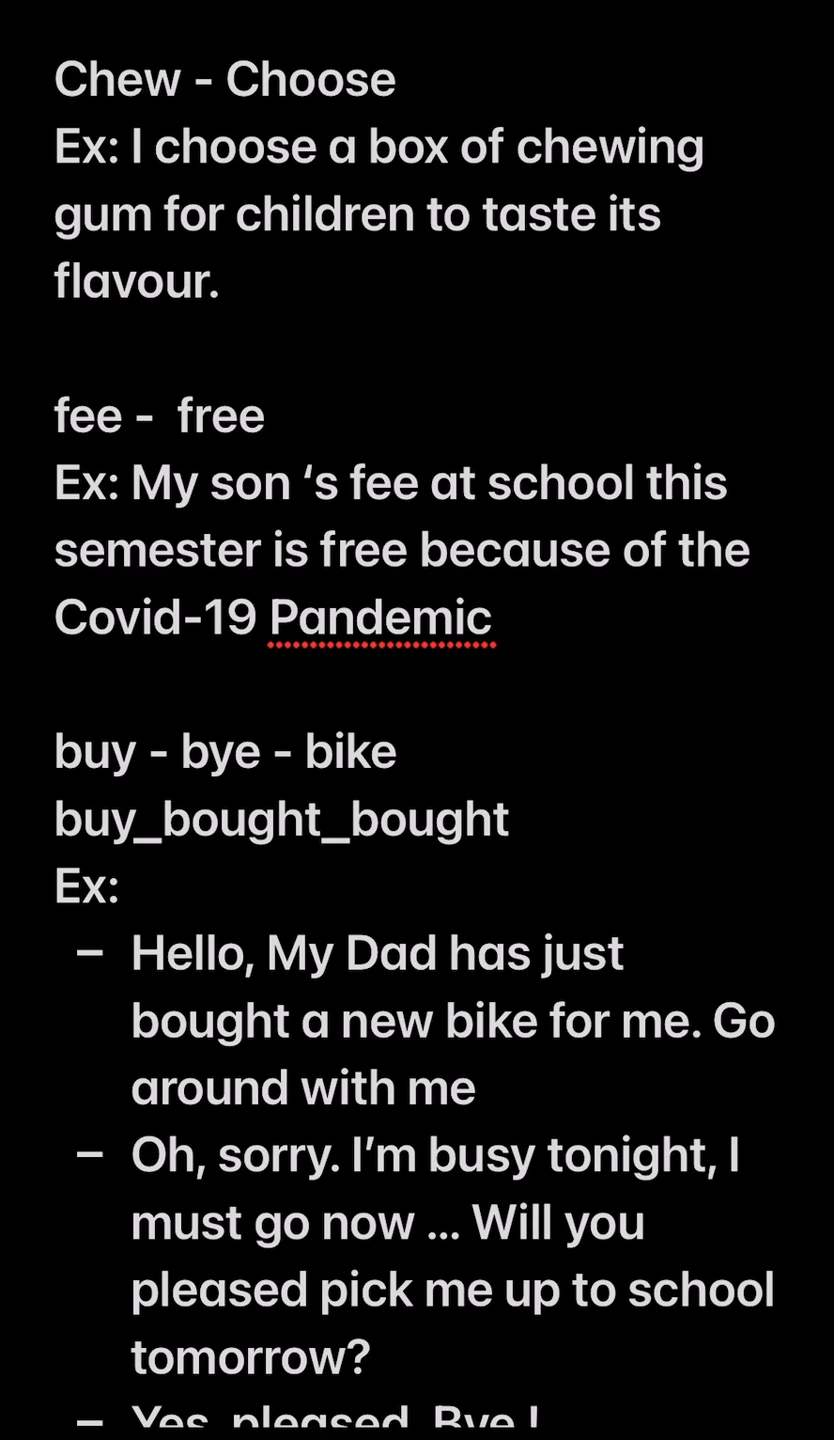 Chew - Choose
Ex: I choose a box of chewing
gum for children to taste its
flavour.
fee -  free
Ex: My son ‘s fee at school this
semester is free because of the
Covid-19 Pandemic
buy - bye - bike
buy_bought_bought
Ex:
– Hello, My Dad has just
bought a new bike for me. Go
around with me
– Oh, sorry. I’m busy tonight, I
must go now ... Will you
pleased pick me up to school
tomorrow?
– Yes, pleased. Bye !